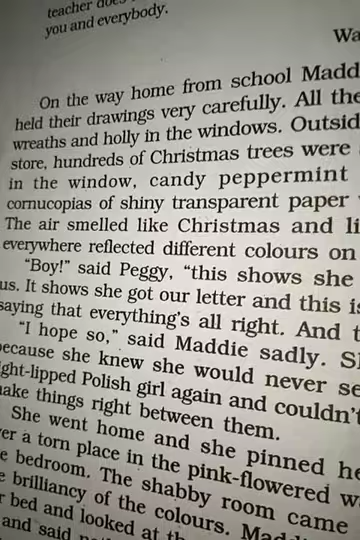 teacher does
you and everybody.
Wa
On the way home from school Madd
held their drawings very carefully. All the
wreaths and holly in the windows. Outsid
store, hundreds of Christmas trees were
in the window, candy peppermint
cornucopias of shiny transparent paper
The air smelled like Christmas and li
everywhere reflected different colours on
"Boy!" said Peggy, "this shows she
us. It shows she got our letter and this is
saying that everything's all right. And t
"I hope so," said Maddie sadly. S
because she knew she would never se
ght-lipped Polish girl again and couldn't
ake things right between them.
She went home and she pinned he
er a torn place in the pink-flowered w
e bedroom. The shabby room came
e brilliancy of the colours. Mad
r bed and looked at th
and said